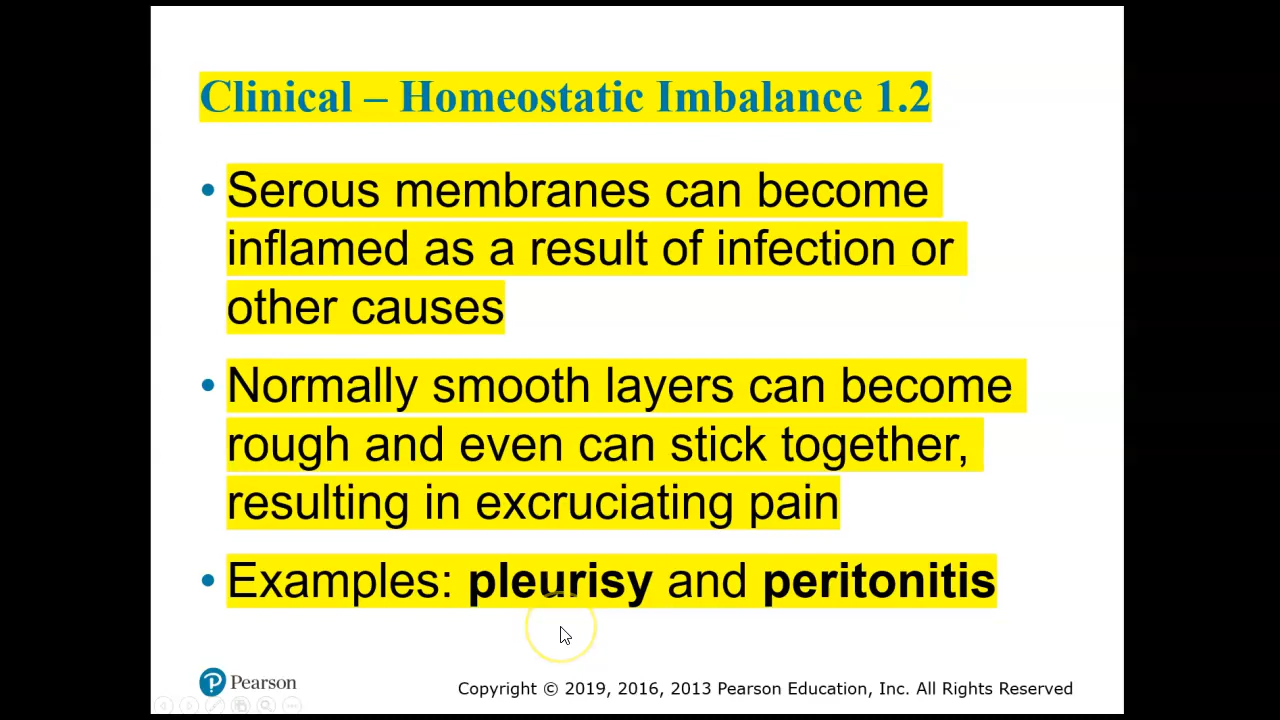 Clinical – Homeostatic Imbalance 1.2
• Serous membranes can become
inflamed as a result of infection or
other causes
• Normally smooth layers can become
rough and even can stick together,
resulting in excruciating pain
• Examples: pleurisy and peritonitis
P Pearson
Copyright © 2019, 2016, 2013 Pearson Education, Inc. All Rights Reserved